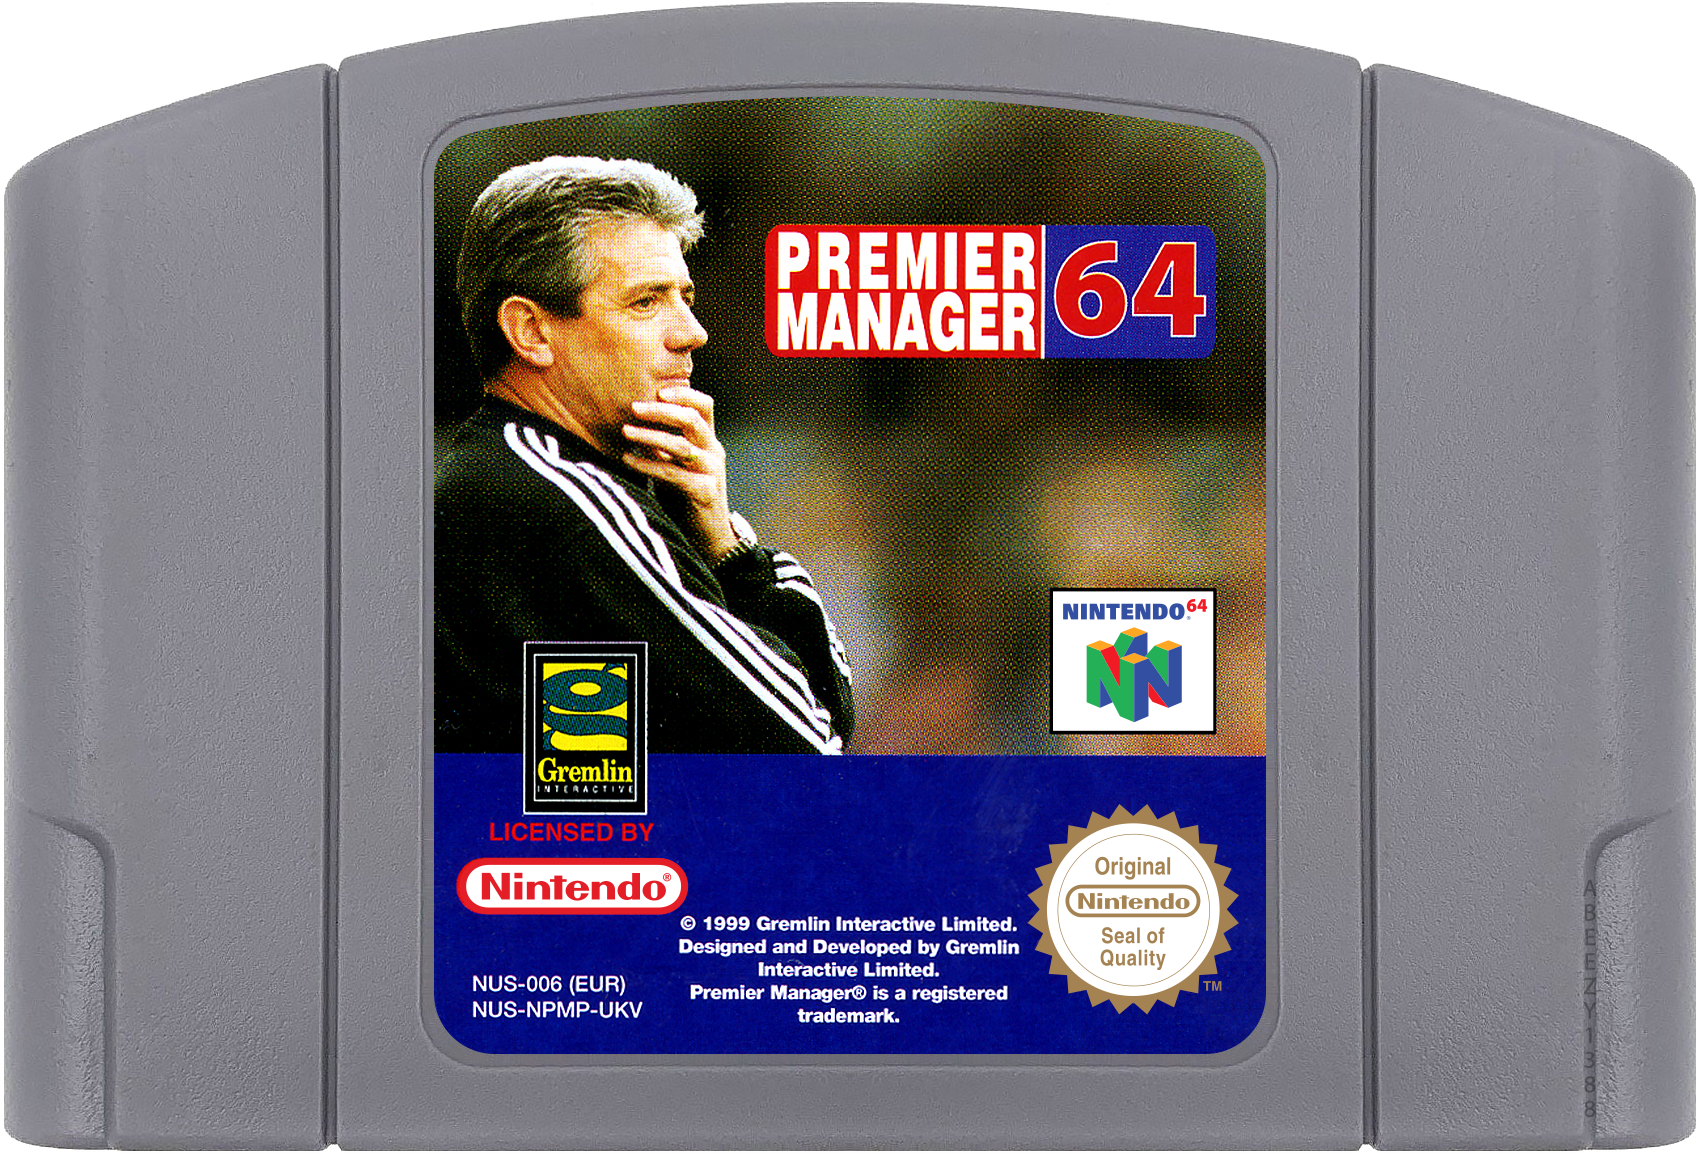 PREMIER
MANAGER
64
NINTENDO64
Gremlin
INTERACTIVE
LICENSED BY
Nintendo®
© 1999 Gremlin Interactive Limited.
Designed and Developed by Gremlin
Interactive Limited.
Premier Manager® is a registered
trademark.
NUS-006 (EUR)
NUS-NPMP-UKV
Original
Nintendo
Seal of
Quality
TM
ABEEZY1388